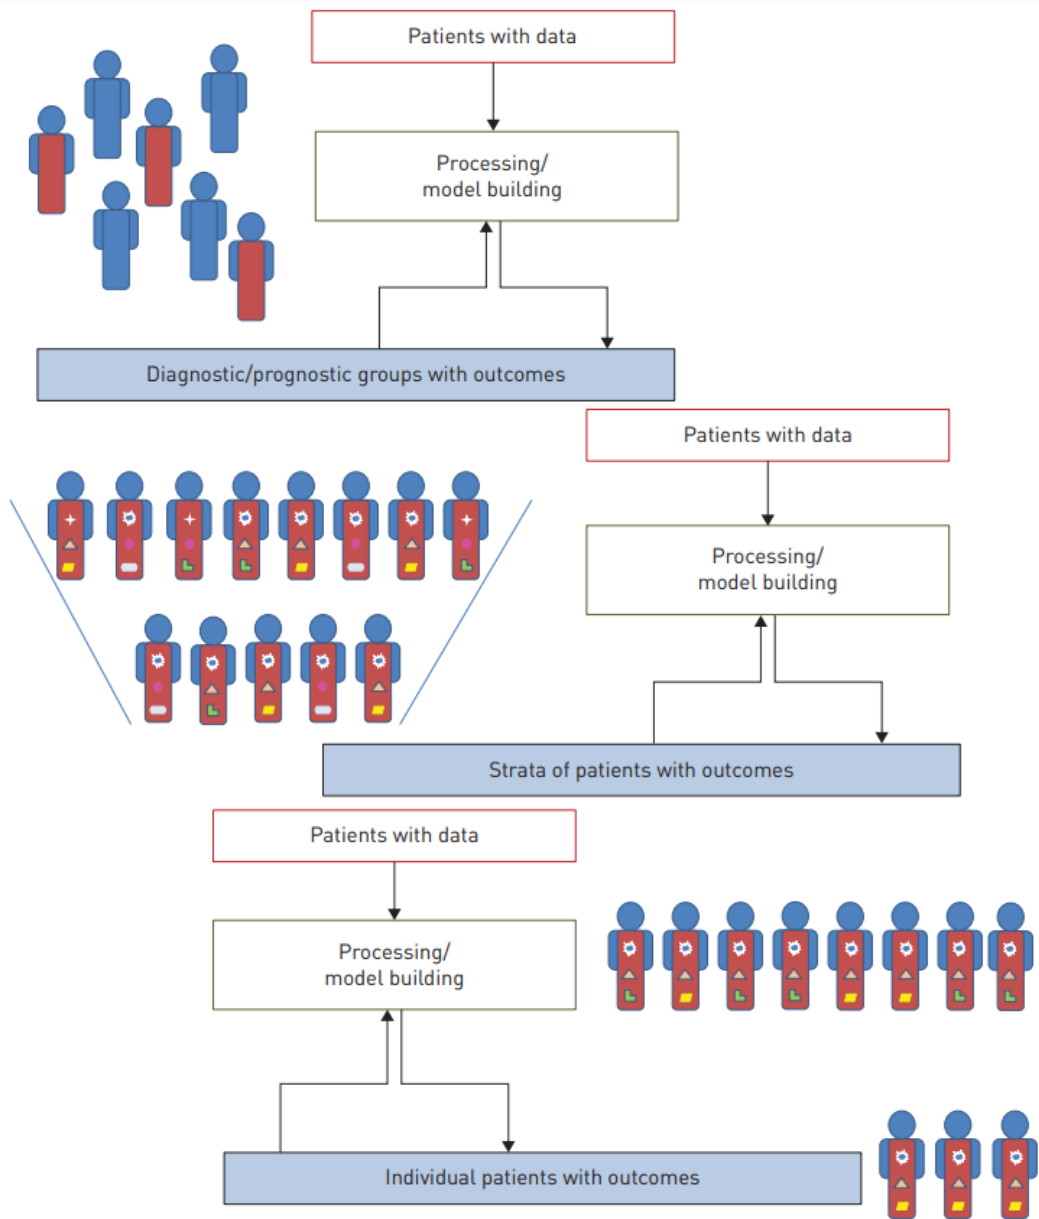 Patients with data
Processing/
model building
Diagnostic/prognostic groups with outcomes
Patients with data
Processing/
model building
Strata of patients with outcomes
Patients with data
Processing/
model building
Individual patients with outcomes